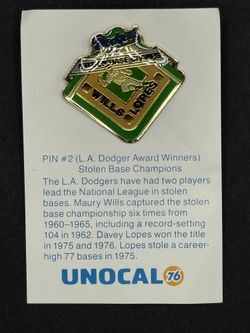 Dodgers
WILLS
LOPES
PIN #2 (L.A. Dodger Award Winners)
Stolen Base Champions
The L.A. Dodgers have had two players
lead the National League in stolen
bases. Maury Wills captured the stolen
base championship six times from
1960–1965, including a record-setting
104 in 1962. Davey Lopes won the title
in 1975 and 1976. Lopes stole a career-
high 77 bases in 1975.
UNOCAL 76